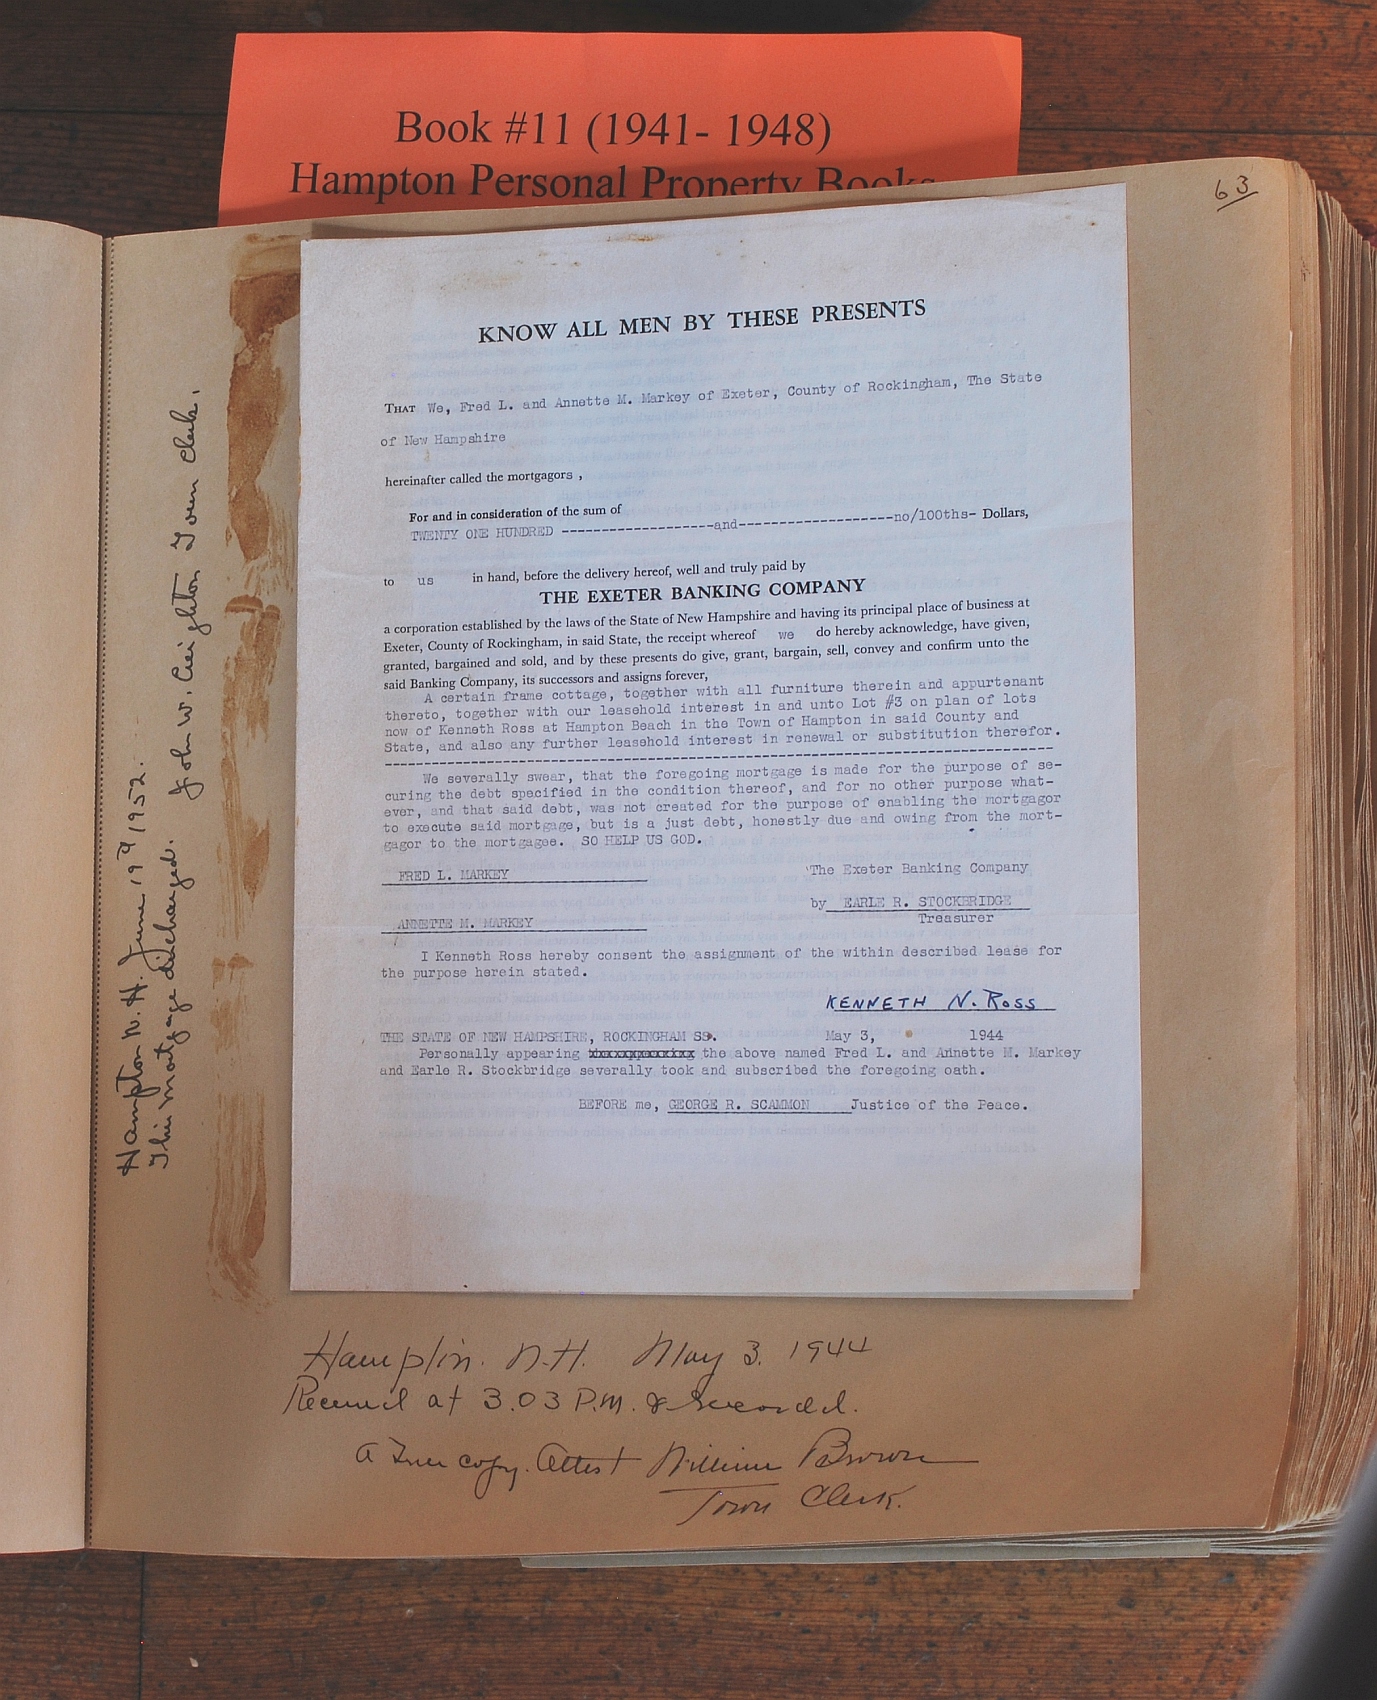 Book #11 (1941- 1948)
Hampton Personal Property Books
63
KNOW ALL MEN BY THESE PRESENTS
THAT We, Fred L. and Annette M. Markey of Exeter, County of Rockingham, The State
of New Hampshire
hereinafter called the mortgagors ,
For and in consideration of the sum of
TWENTY ONE HUNDRED -------------------and-------------------no/100ths- Dollars,
to us in hand, before the delivery hereof, well and truly paid by
THE EXETER BANKING COMPANY
a corporation established by the laws of the State of New Hampshire and having its principal place of business at
Exeter, County of Rockingham, in said State, the receipt whereof we do hereby acknowledge, have given,
granted, bargained and sold, and by these presents do give, grant, bargain, sell, convey and confirm unto the
said Banking Company, its successors and assigns forever,
A certain frame cottage, together with all furniture therein and appurtenant
thereto, together with our leasehold interest in and unto Lot #3 on plan of lots
now of Kenneth Ross at Hampton Beach in the Town of Hampton in said County and
State, and also any further leasehold interest in renewal or substitution therefor.
We severally swear, that the foregoing mortgage is made for the purpose of se-
curing the debt specified in the condition thereof, and for no other purpose what-
ever, and that said debt, was not created for the purpose of enabling the mortgagor
to execute said mortgage, but is a just debt, honestly due and owing from the mort-
gagor to the mortgagee. SO HELP US GOD.
FRED L. MARKEY The Exeter Banking Company
by EARLE R. STOCKBRIDGE
ANNETTE M. MARKEY Treasurer
I Kenneth Ross hereby consent the assignment of the within described lease for
the purpose herein stated.
KENNETH N. ROSS
THE STATE OF NEW HAMPSHIRE, ROCKINGHAM SS. May 3, 1944
Personally appearing the above named Fred L. and Annette M. Markey
and Earle R. Stockbridge severally took and subscribed the foregoing oath.
BEFORE me, GEORGE R. SCAMMON Justice of the Peace.
Hampton. N.H. May 3. 1944
Received at 3.03 P.M. & recorded.
A True copy. Attest William Brown
Town Clerk.
Hampton N. H. June 19 1952.
This mortgage discharged.
John W. Creighton Town Clerk.